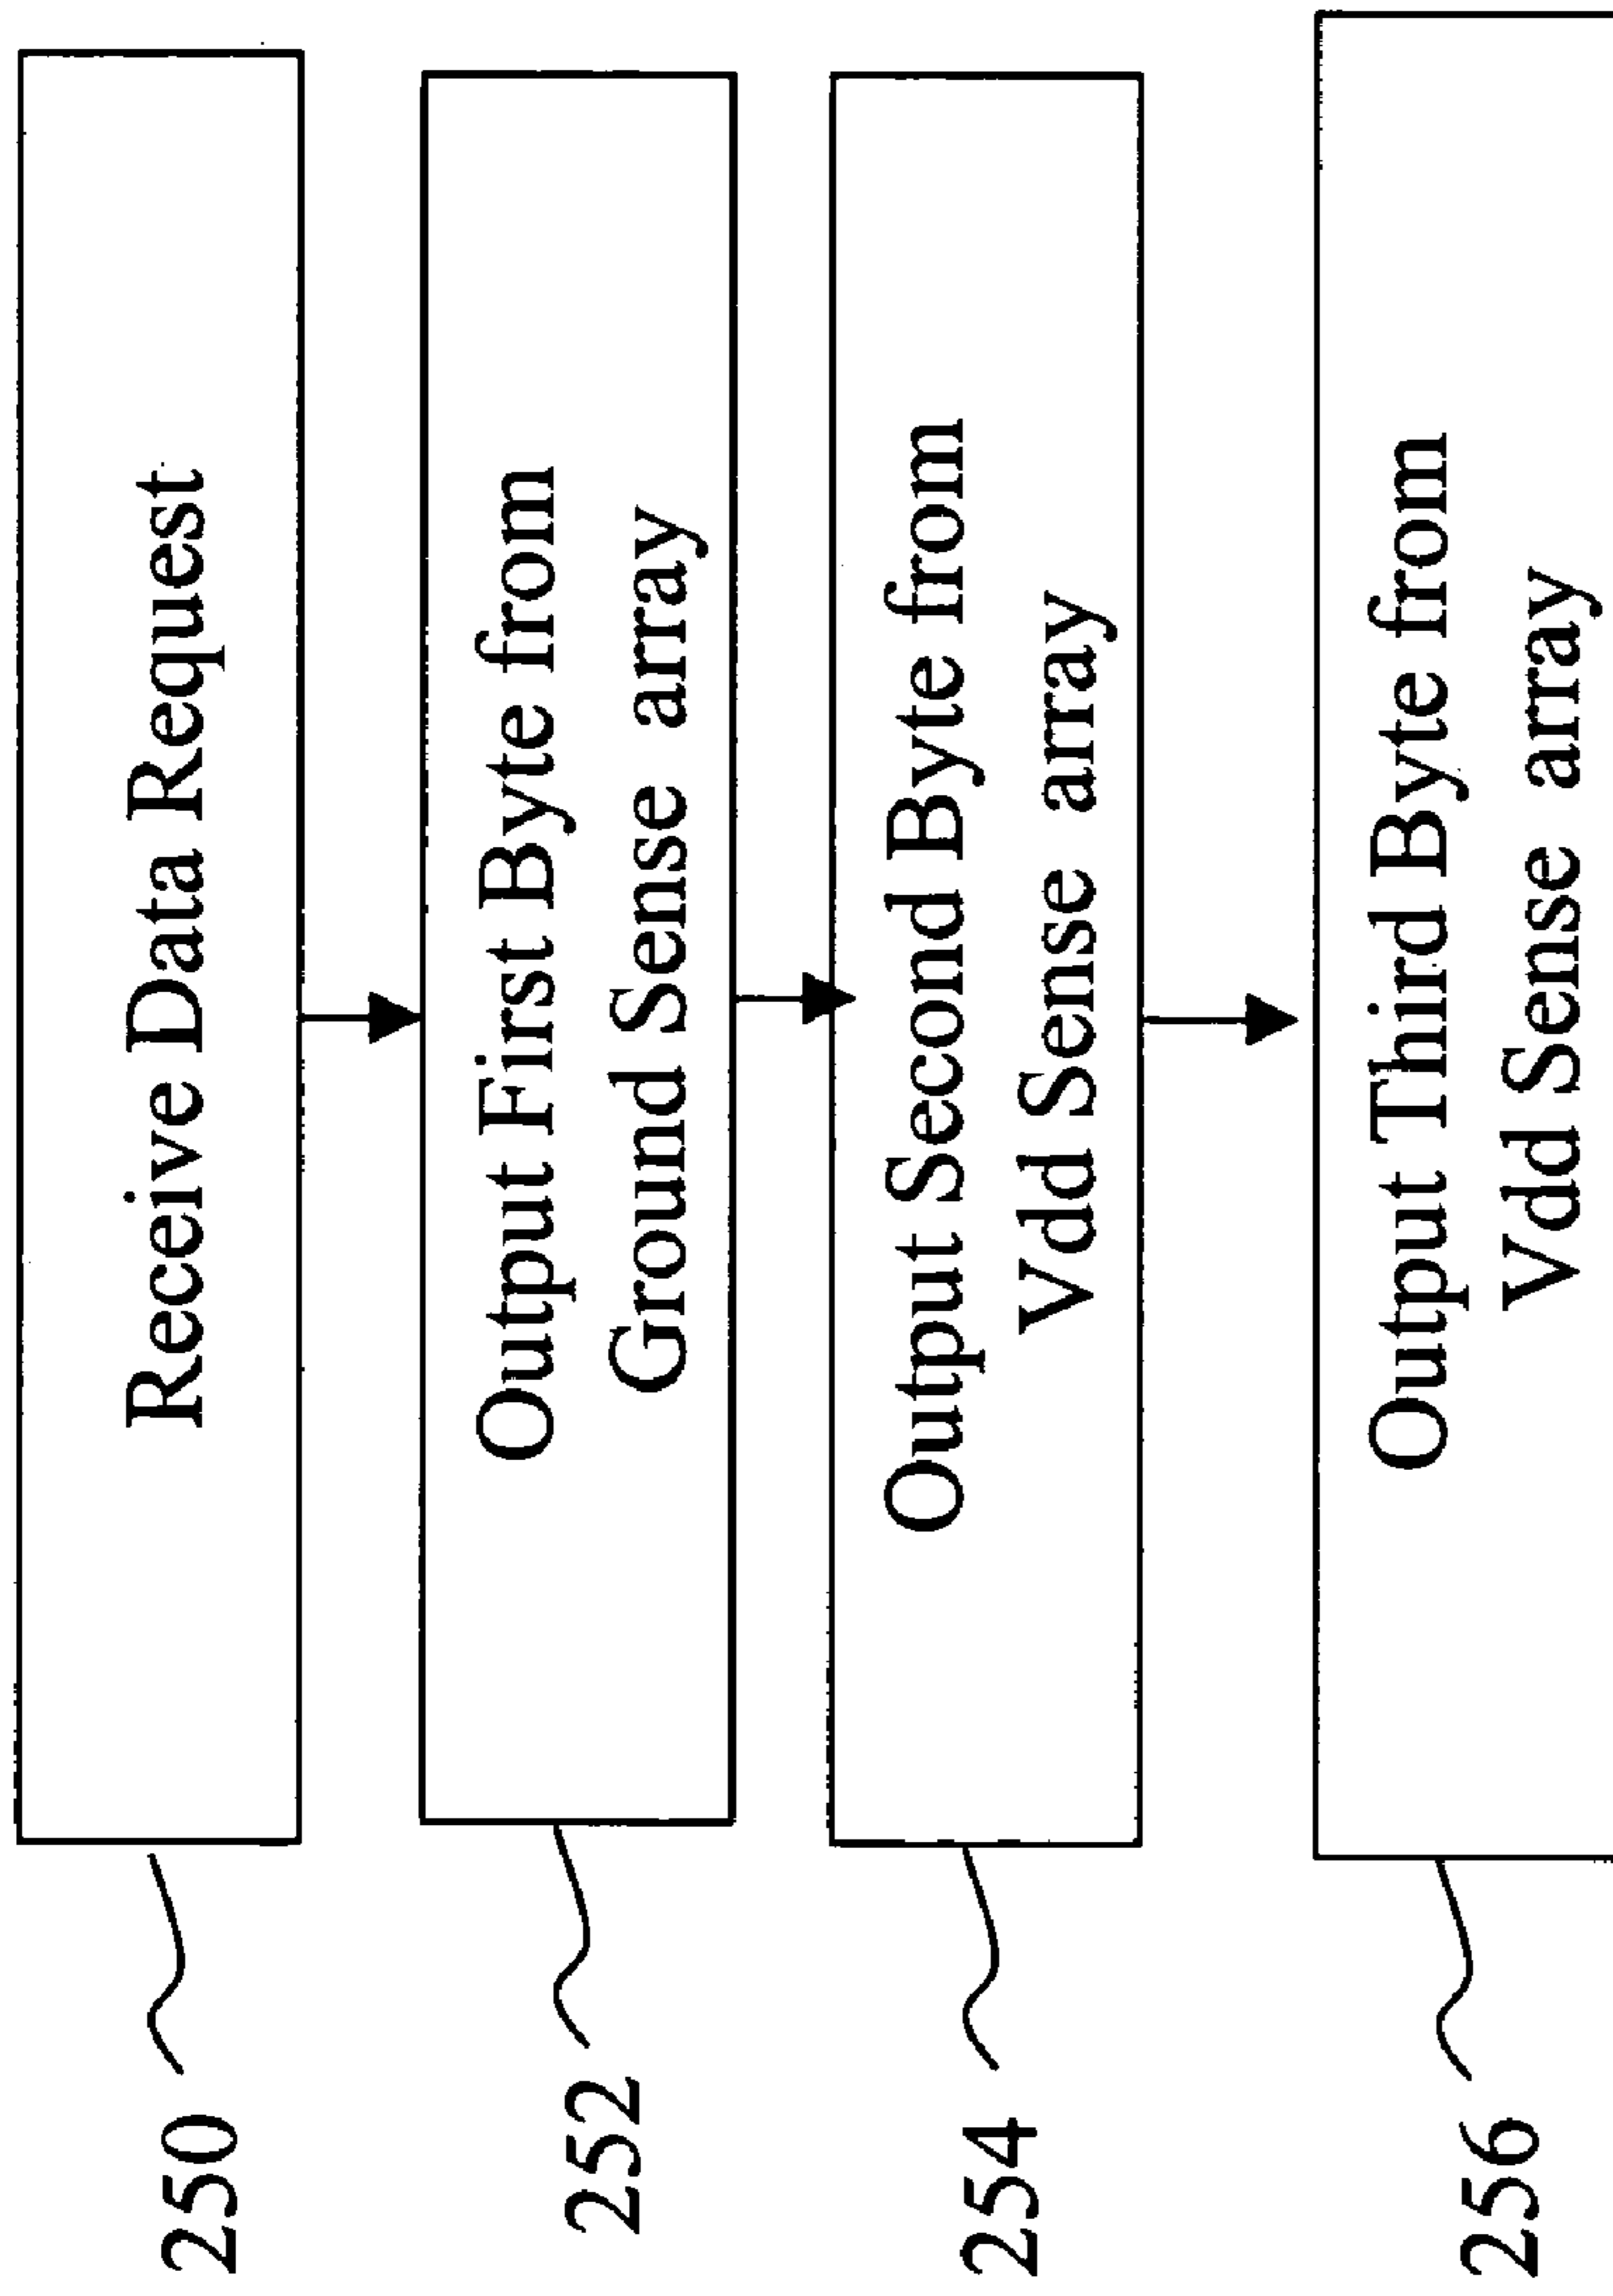 250
Receive Data Request
252
Output First Byte from
Ground Sense array
254
Output Second Byte from
Vdd Sense array
256
Output Third Byte from
Vdd Sense array